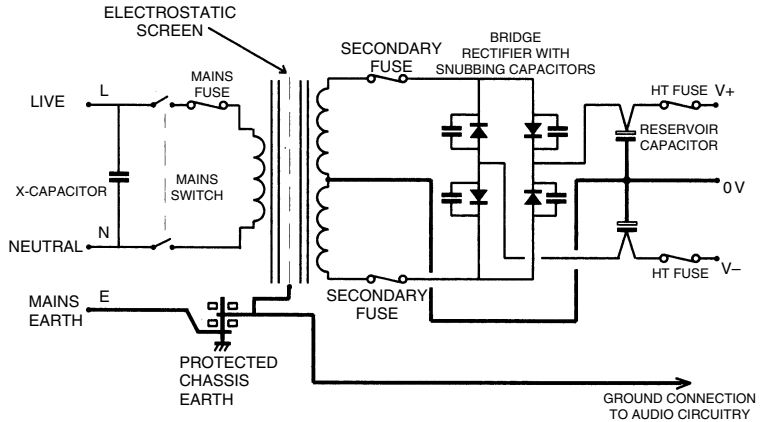 ELECTROSTATIC
SCREEN
SECONDARY
FUSE
BRIDGE
RECTIFIER WITH
SNUBBING CAPACITORS
MAINS
FUSE
L
LIVE
HT FUSE
V+
RESERVOIR
CAPACITOR
X-CAPACITOR
MAINS
SWITCH
0 V
N
NEUTRAL
HT FUSE
V–
SECONDARY
FUSE
MAINS
EARTH
E
PROTECTED
CHASSIS
EARTH
GROUND CONNECTION
TO AUDIO CIRCUITRY